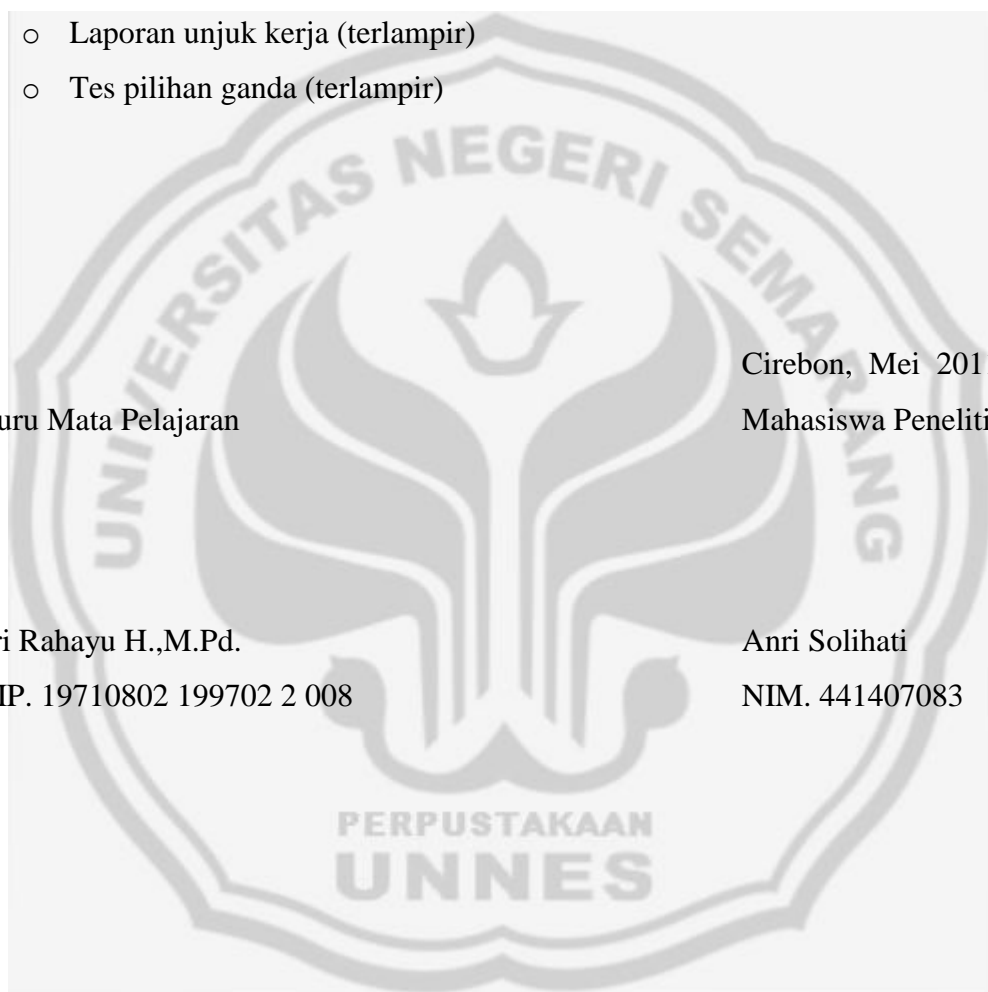 o Laporan unjuk kerja (terlampir)
o Tes pilihan ganda (terlampir)
UNIVERSITAS NEGERI SEMARANG
Cirebon, Mei 201
uru Mata Pelajaran Mahasiswa Peneliti
ri Rahayu H.,M.Pd. Anri Solihati
IP. 19710802 199702 2 008 NIM. 441407083
PERPUSTAKAAN
UNNES